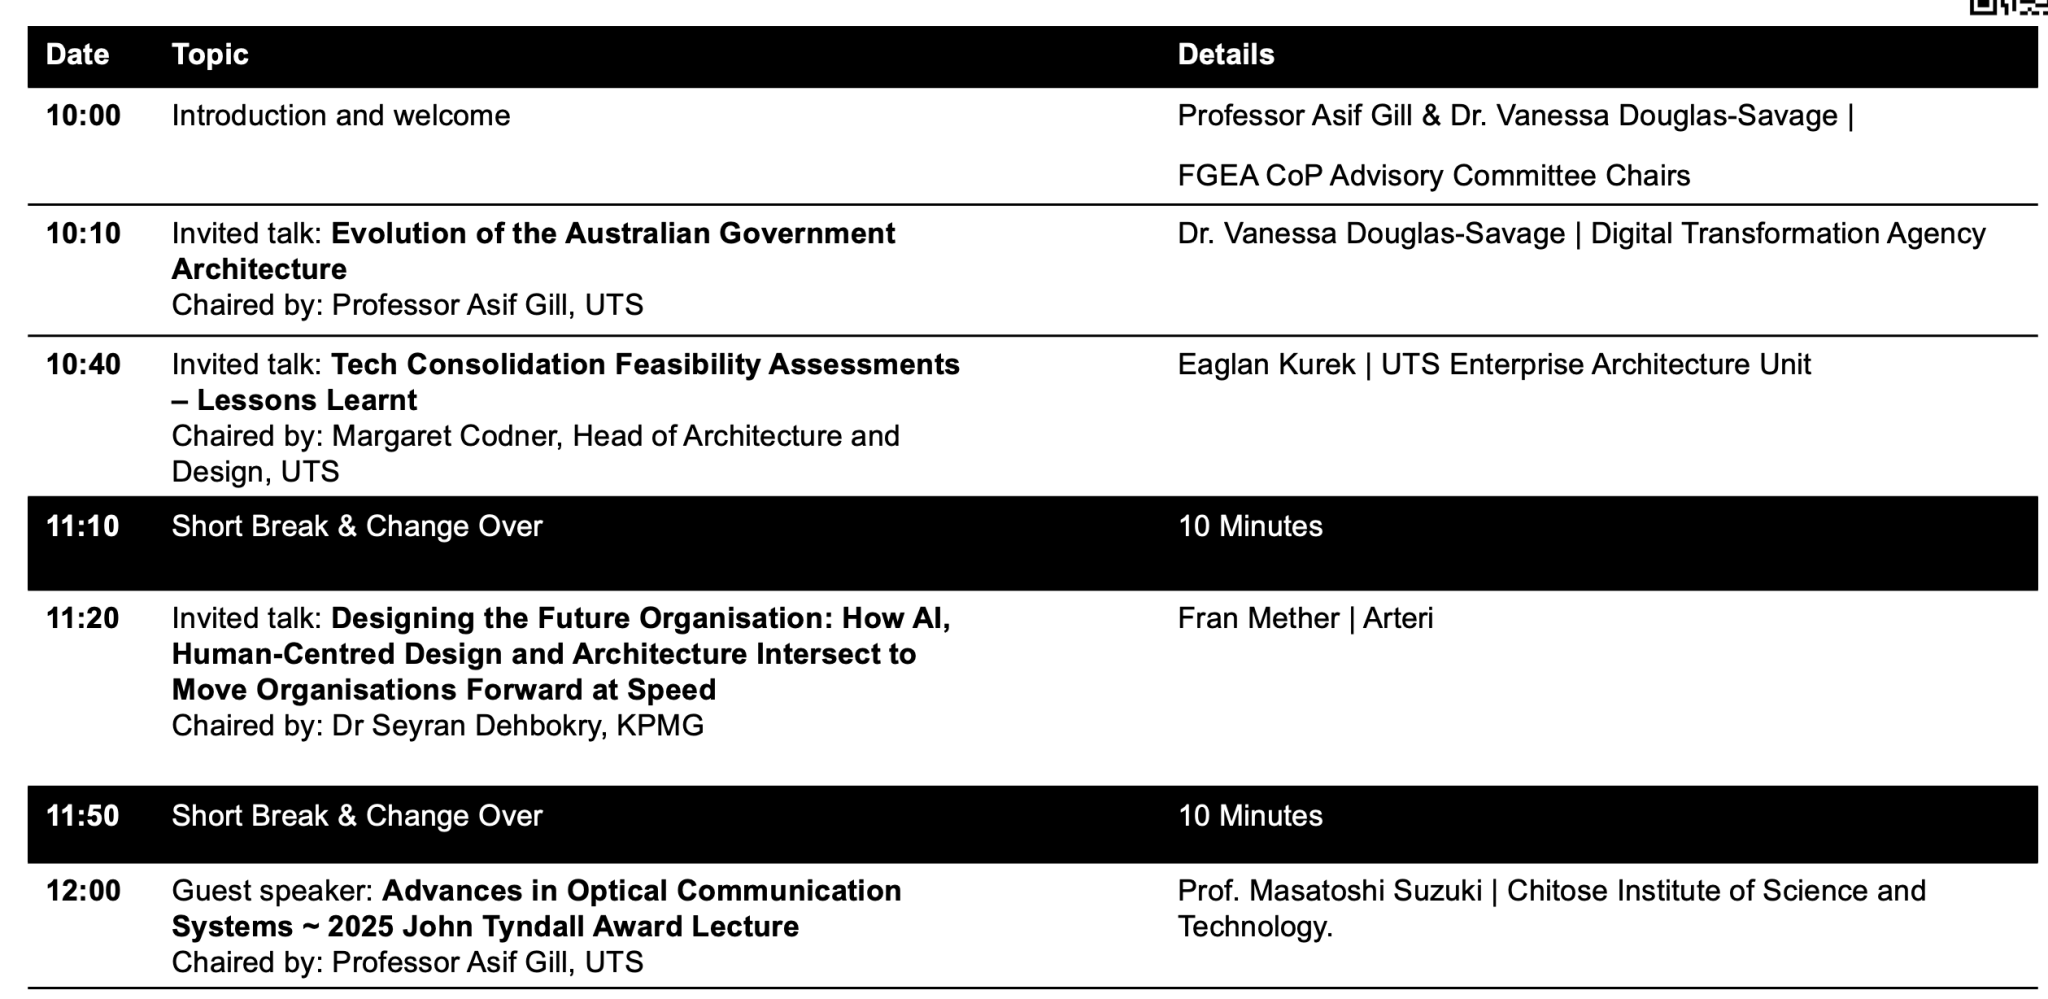 Date Topic Details
10:00 Introduction and welcome Professor Asif Gill & Dr. Vanessa Douglas-Savage |
FGEA CoP Advisory Committee Chairs
10:10 Invited talk: Evolution of the Australian Government Dr. Vanessa Douglas-Savage | Digital Transformation Agency
Architecture
Chaired by: Professor Asif Gill, UTS
10:40 Invited talk: Tech Consolidation Feasibility Assessments Eaglan Kurek | UTS Enterprise Architecture Unit
– Lessons Learnt
Chaired by: Margaret Codner, Head of Architecture and
Design, UTS
11:10 Short Break & Change Over 10 Minutes
11:20 Invited talk: Designing the Future Organisation: How AI, Fran Mether | Arteri
Human-Centred Design and Architecture Intersect to
Move Organisations Forward at Speed
Chaired by: Dr Seyran Dehbokry, KPMG
11:50 Short Break & Change Over 10 Minutes
12:00 Guest speaker: Advances in Optical Communication Prof. Masatoshi Suzuki | Chitose Institute of Science and
Systems ~ 2025 John Tyndall Award Lecture Technology.
Chaired by: Professor Asif Gill, UTS